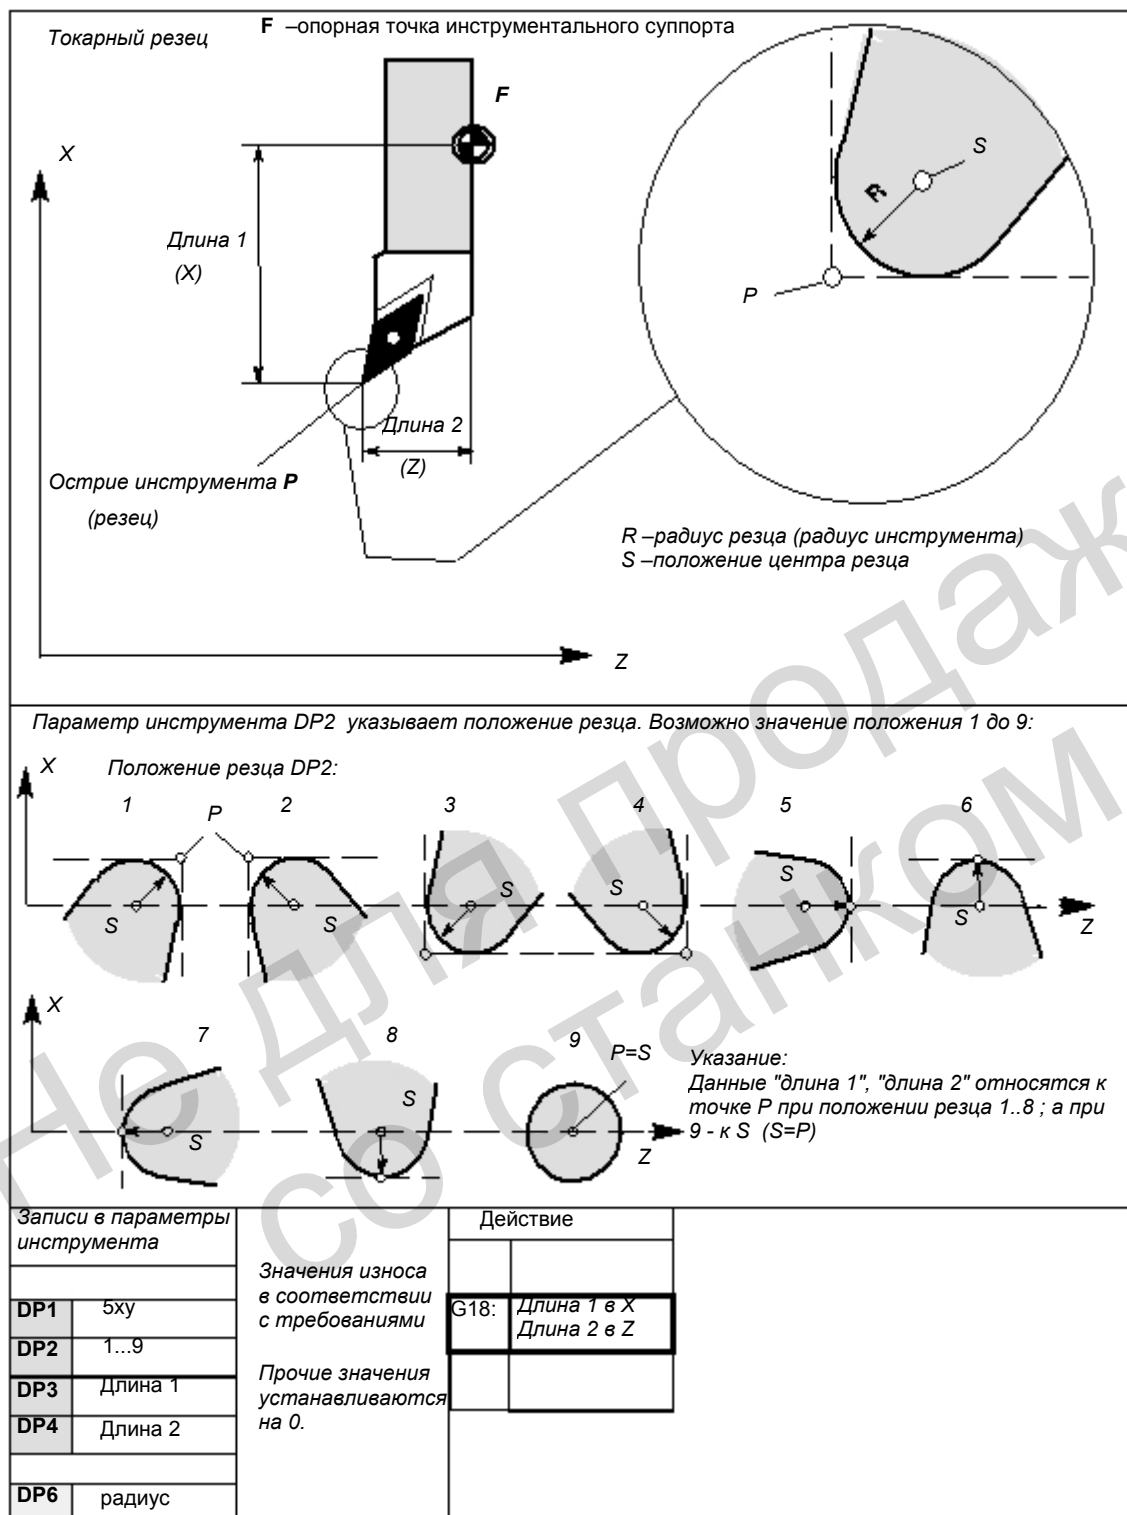 Токарный резец
F –опорная точка инструментального суппорта
F
X
S
R
Длина 1
(X)
P
Длина 2
(Z)
Острие инструмента P
(резец)
R –радиус резца (радиус инструмента)
S –положение центра резца
Z
Параметр инструмента DP2 указывает положение резца. Возможно значение положения 1 до 9:
X
Положение резца DP2:
1 P 2 3 4 5 6
S S S S S S
Z
X
7 8 9
P=S
S S
Z
Указание:
Данные "длина 1", "длина 2" относятся к
точке P при положении резца 1..8 ; а при
9 - к S (S=P)
Записи в параметры
инструмента
DP1 5xy
DP2 1...9
DP3 Длина 1
DP4 Длина 2
DP6 радиус
Значения износа
в соответствии
с требованиями
Прочие значения
устанавливаются
на 0.
Действие
G18: Длина 1 в X
Длина 2 в Z
Не для продаж
со станком